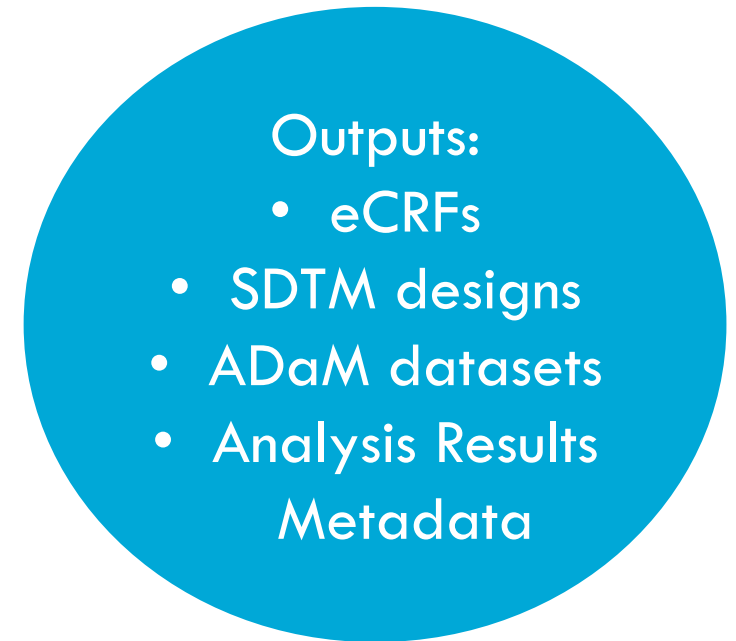 Outputs:
• eCRFs
• SDTM designs
• ADaM datasets
• Analysis Results
Metadata